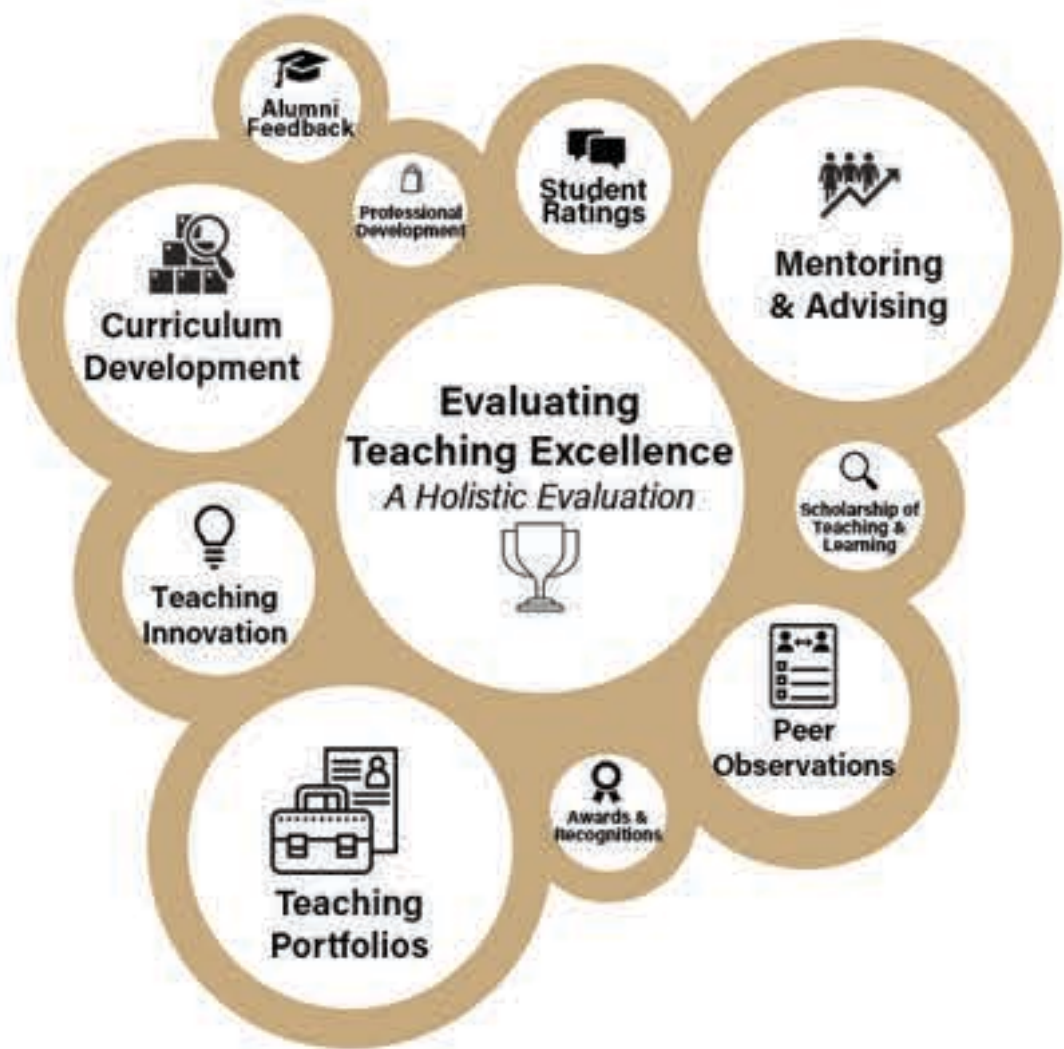 Alumni
Feedback
Professional
Development
Student
Ratings
Mentoring
& Advising
Curriculum
Development
Evaluating
Teaching Excellence
A Holistic Evaluation
Scholarship of
Teaching &
Learning
Teaching
Innovation
Peer
Observations
Awards &
Recognitions
Teaching
Portfolios